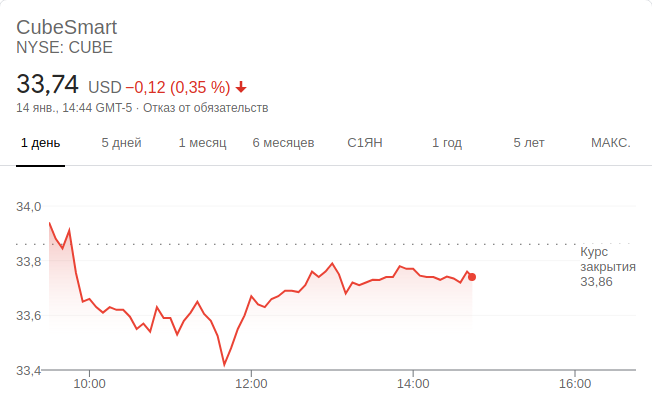 CubeSmart
NYSE: CUBE
33,74 USD −0,12 (0,35 %)
14 янв., 14:44 GMT-5 · Отказ от обязательств
1 день 5 дней 1 месяц 6 месяцев С1ЯН 1 год 5 лет МАКС.
34,0
33,8
33,6
33,4
Курс
закрытия
33,86
10:00 12:00 14:00 16:00